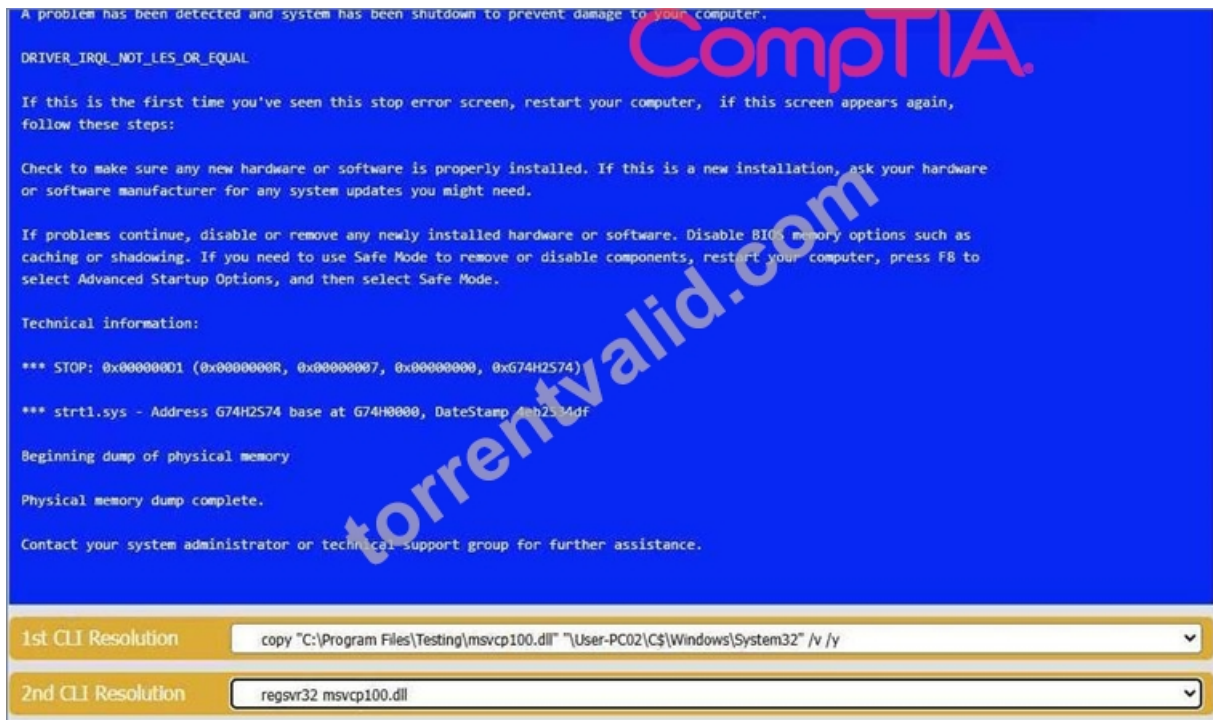 A problem has been detected and system has been shutdown to prevent damage to your computer.
CompTIA.
DRIVER_IRQL_NOT_LES_OR_EQUAL
If this is the first time you've seen this stop error screen, restart your computer, if this screen appears again,
follow these steps:
Check to make sure any new hardware or software is properly installed. If this is a new installation, ask your hardware
or software manufacturer for any system updates you might need.
If problems continue, disable or remove any newly installed hardware or software. Disable BIOS memory options such as
caching or shadowing. If you need to use Safe Mode to remove or disable components, restart your computer, press F8 to
select Advanced Startup Options, and then select Safe Mode.
Technical information:
*** STOP: 0x000000D1 (0x0000000R, 0x00000007, 0x00000000, 0xG74H2S74)
*** strt1.sys - Address G74H2S74 base at G74H0000, DateStamp 4eb2534df
Beginning dump of physical memory
Physical memory dump complete.
Contact your system administrator or technical support group for further assistance.
torrentvalid.com
1st CLI Resolution
copy "C:\Program Files\Testing\msvcp100.dll" "\User-PC02\C$\Windows\System32" /v /y
2nd CLI Resolution
regsvr32 msvcp100.dll